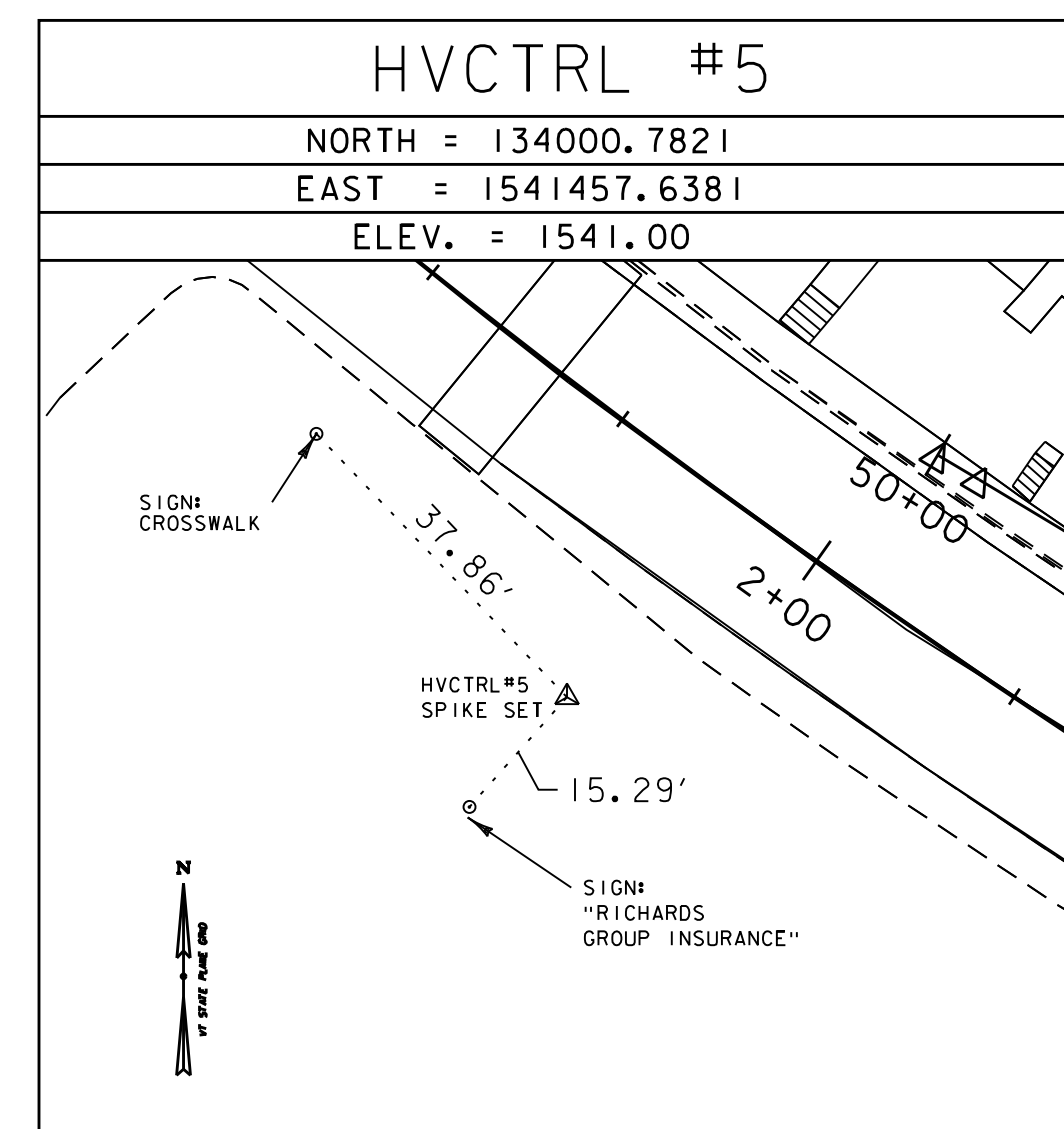 HVCTRL #5
NORTH = 134000.7821
EAST = 1541457.6381
ELEV. = 1541.00
SIGN:
CROSSWALK
37.86'
50+00
2+00
HVCTRL#5
SPIKE SET
15.29'
SIGN:
"RICHARDS
GROUP INSURANCE"
N
VT STATE PLANE GRID